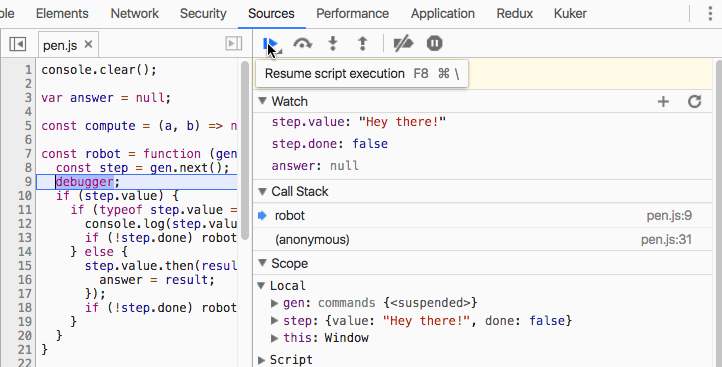 ole Elements Network Security Sources Performance Application Redux Kuker
pen.js ×
1 console.clear();
2
3 var answer = null;
4
5 const compute = (a, b) => n
6
7 const robot = function (gen
8 const step = gen.next();
9 debugger;
10 if (step.value) {
11 if (typeof step.value =
12 console.log(step.valu
13 if (!step.done) robot
14 } else {
15 step.value.then(resul
16 answer = result;
17 });
18 if (!step.done) robot
19 }
20 }
21 }
22
Resume script execution F8 ⌘ \
Watch
step.value: "Hey there!"
step.done: false
answer: null
Call Stack
robot pen.js:9
(anonymous) pen.js:31
Scope
Local
gen: commands {<suspended>}
step: {value: "Hey there!", done: false}
this: Window
Script